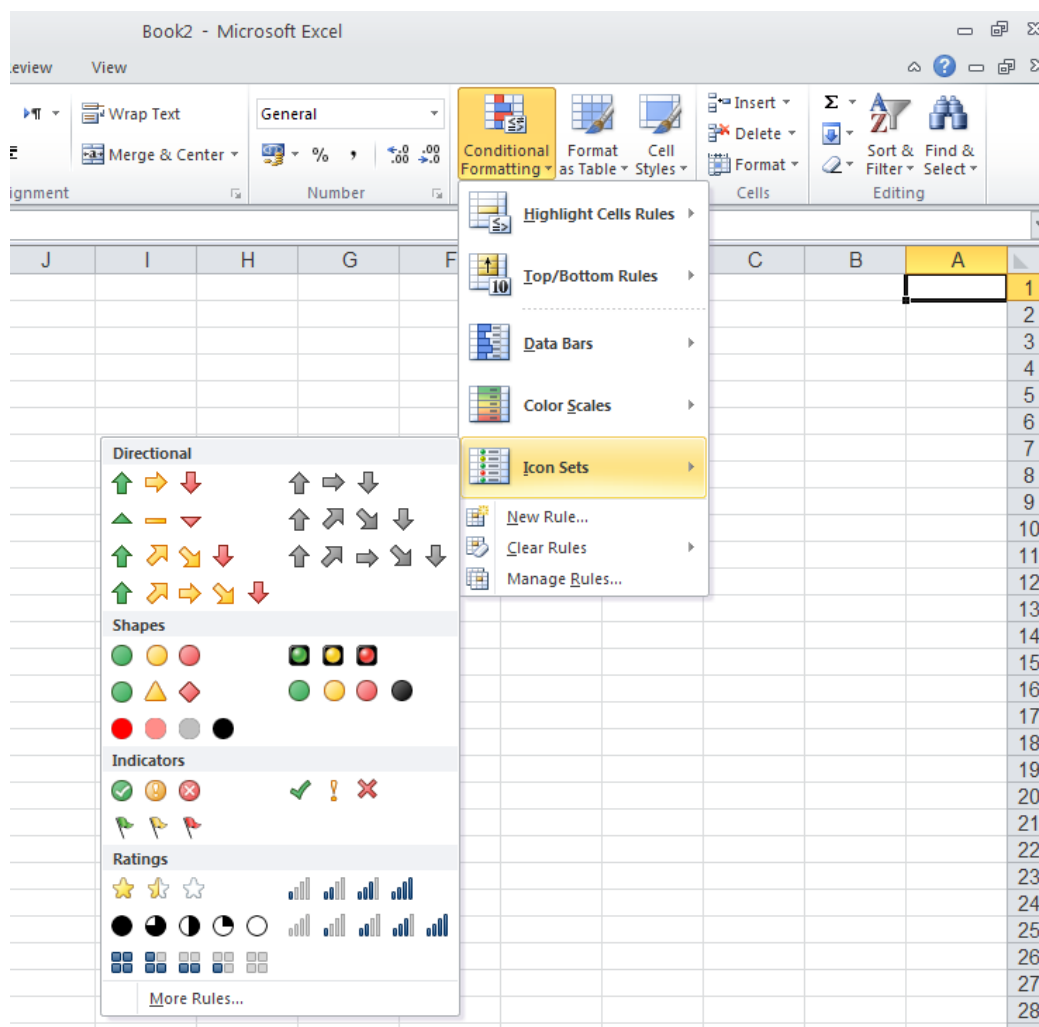 Book2 - Microsoft Excel
eview View
Wrap Text
General
Insert
Σ
Delete
Merge & Center
%
,
.00
.0
Conditional Formatting
Format as Table
Cell Styles
Format
Sort & Filter
Find & Select
ignment
Number
Cells
Editing
J I H G F C B A
Highlight Cells Rules
Top/Bottom Rules
10
Data Bars
Color Scales
Icon Sets
New Rule...
Clear Rules
Manage Rules...
Directional
Shapes
Indicators
Ratings
More Rules...
1
2
3
4
5
6
7
8
9
10
11
12
13
14
15
16
17
18
19
20
21
22
23
24
25
26
27
28